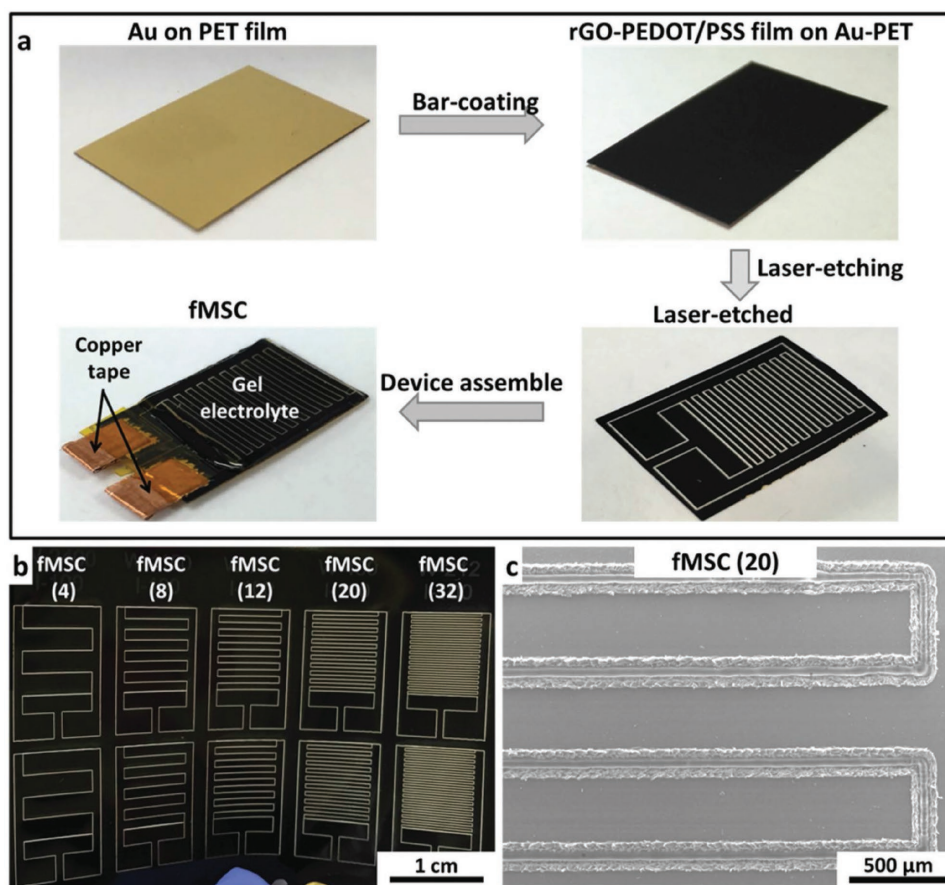 a
Au on PET film
rGO-PEDOT/PSS film on Au-PET
Bar-coating
Laser-etching
fMSC
Laser-etched
Copper
tape
Gel
electrolyte
Device assemble
b
fMSC
(4)
fMSC
(8)
fMSC
(12)
fMSC
(20)
fMSC
(32)
1 cm
c
fMSC (20)
500 μm